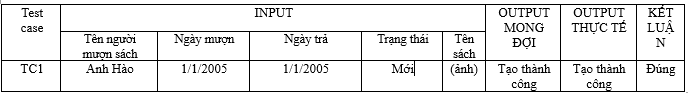 Test case
INPUT
OUTPUT MONG ĐỢI
OUTPUT THỰC TẾ
KẾT LUẬN
Tên người mượn sách
Ngày mượn
Ngày trả
Trạng thái
Tên sách
TC1
Anh Hào
1/1/2005
1/1/2005
Mới
(ảnh)
Tạo thành công
Tạo thành công
Đúng